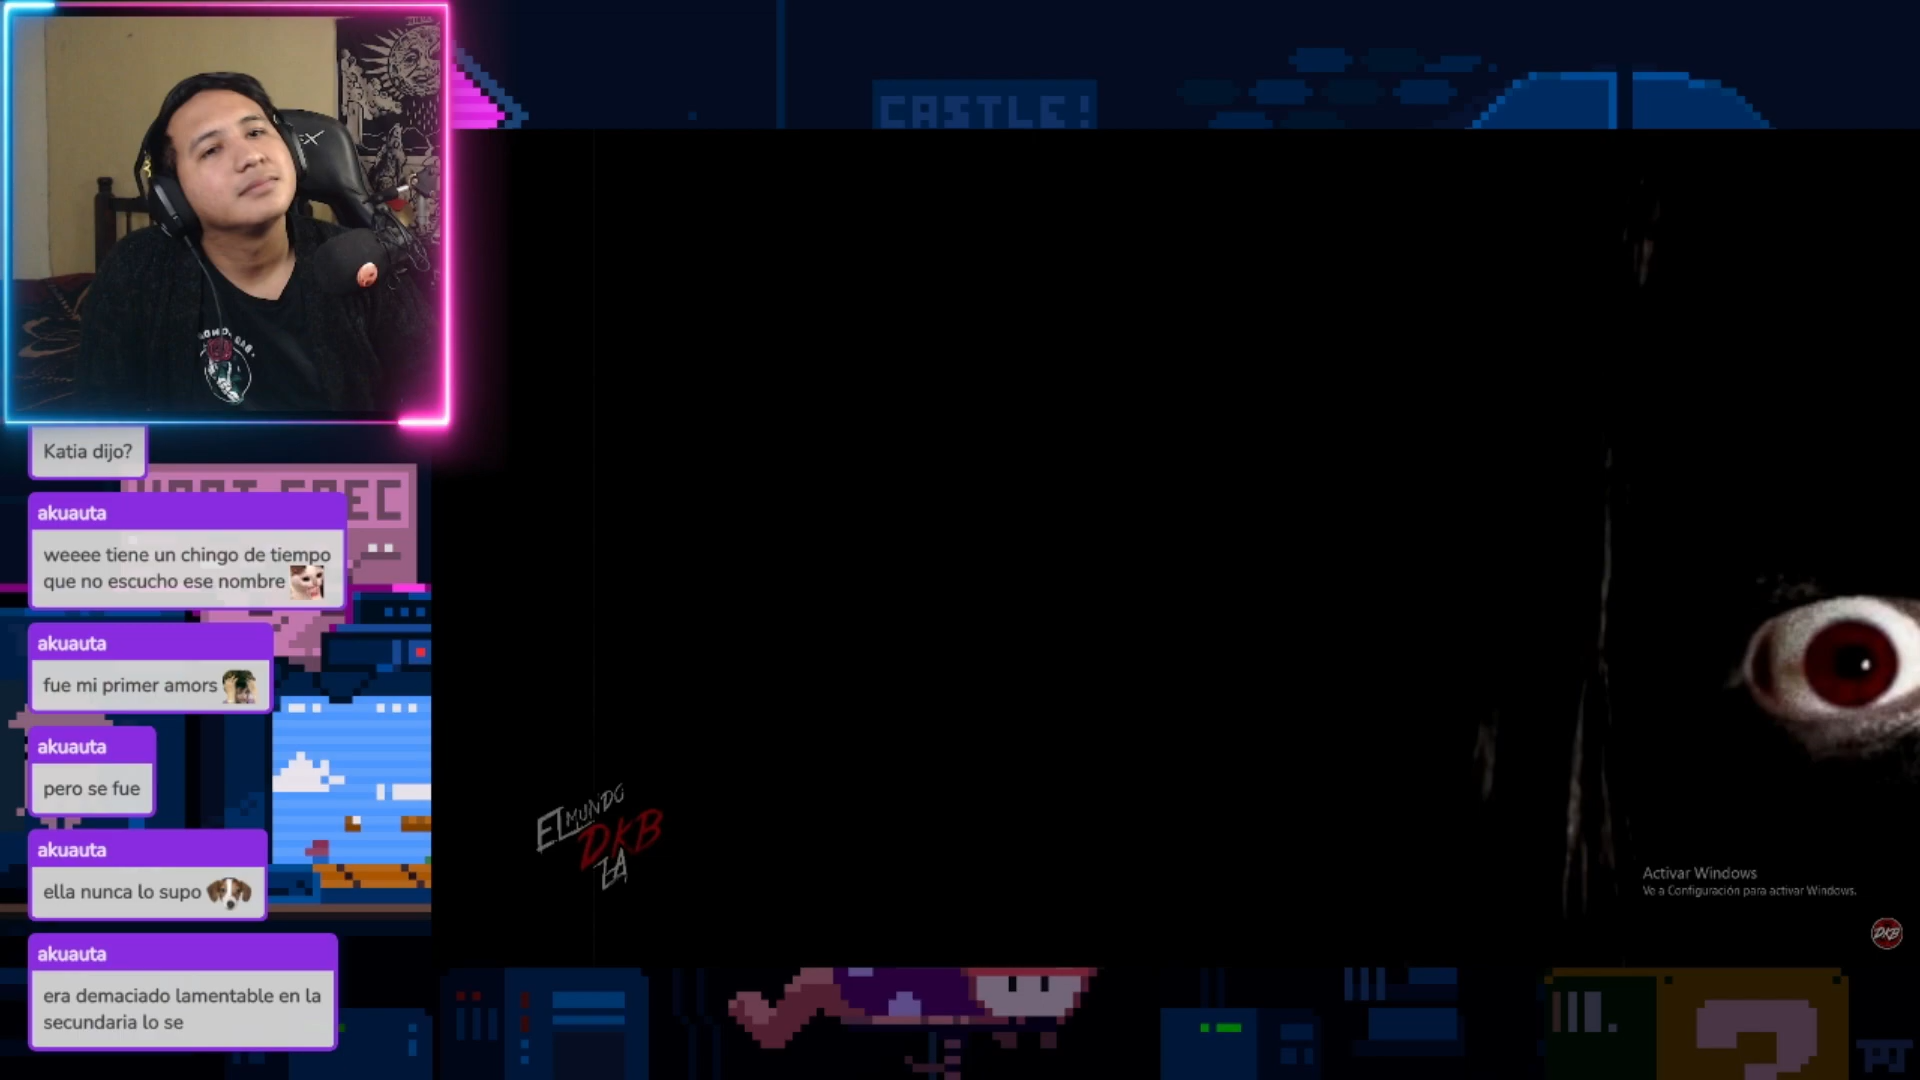 CASTLE!
Katia dijo?
akuauta
weeee tiene un chingo de tiempo
que no escucho ese nombre
akuauta
fue mi primer amors
akuauta
pero se fue
akuauta
ella nunca lo supo
akuauta
era demaciado lamentable en la
secundaria lo se
EL MUNDO
DKB
ZA
Activar Windows
Ve a Configuración para activar Windows.
DKB